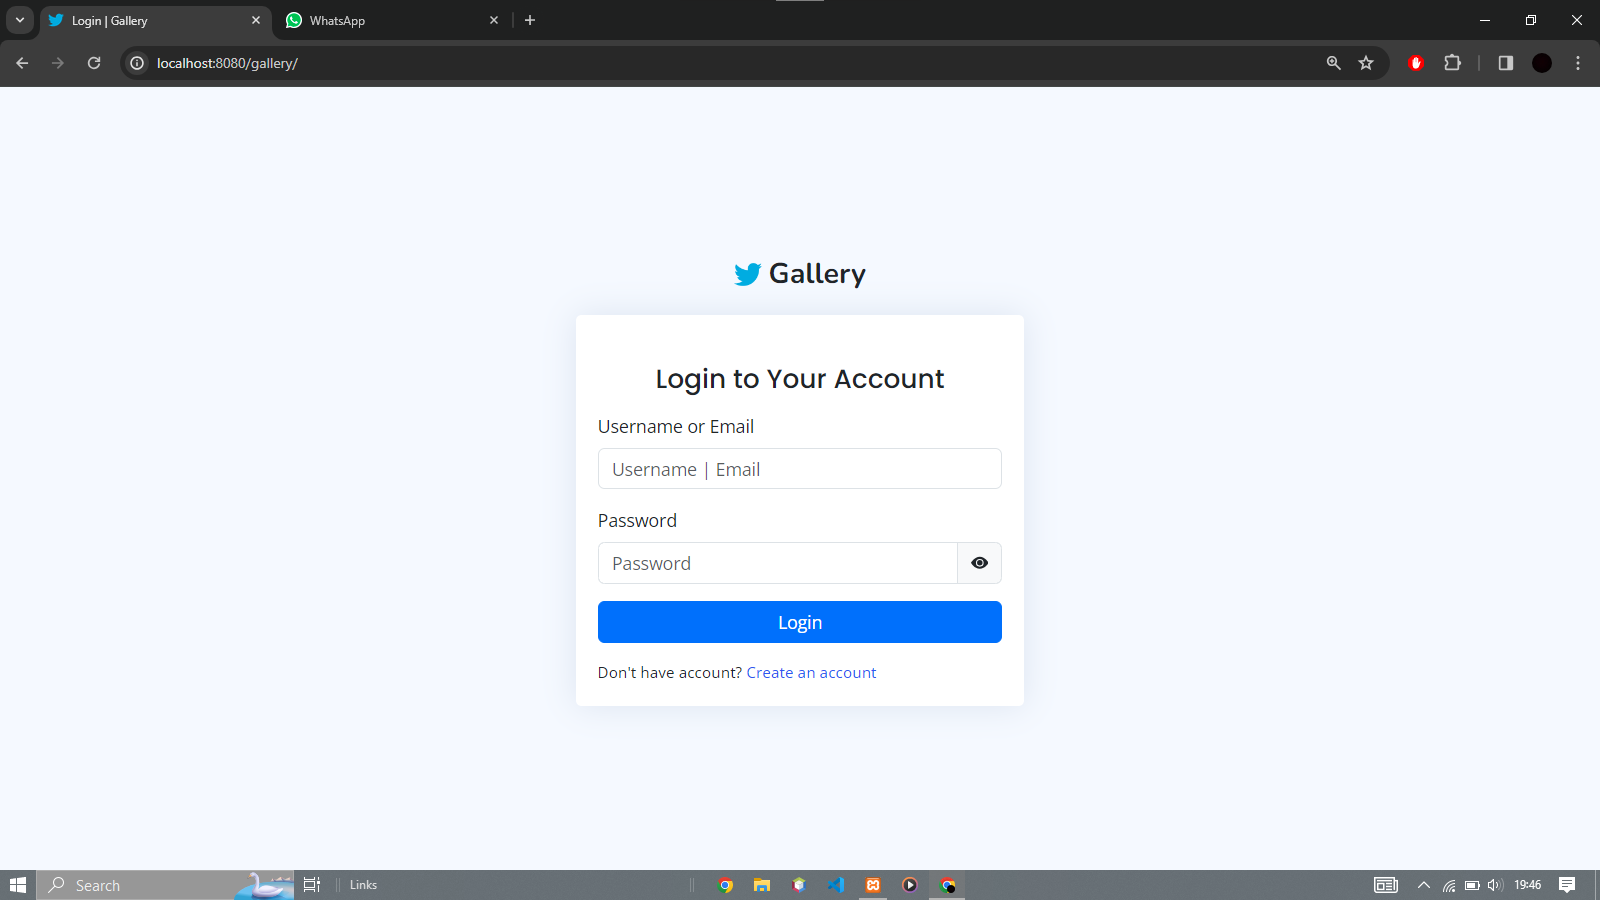 Login | Gallery
WhatsApp
localhost:8080/gallery/
Gallery
Login to Your Account
Username or Email
Username | Email
Password
Password
Login
Don't have account? Create an account
Search
Links
19:46